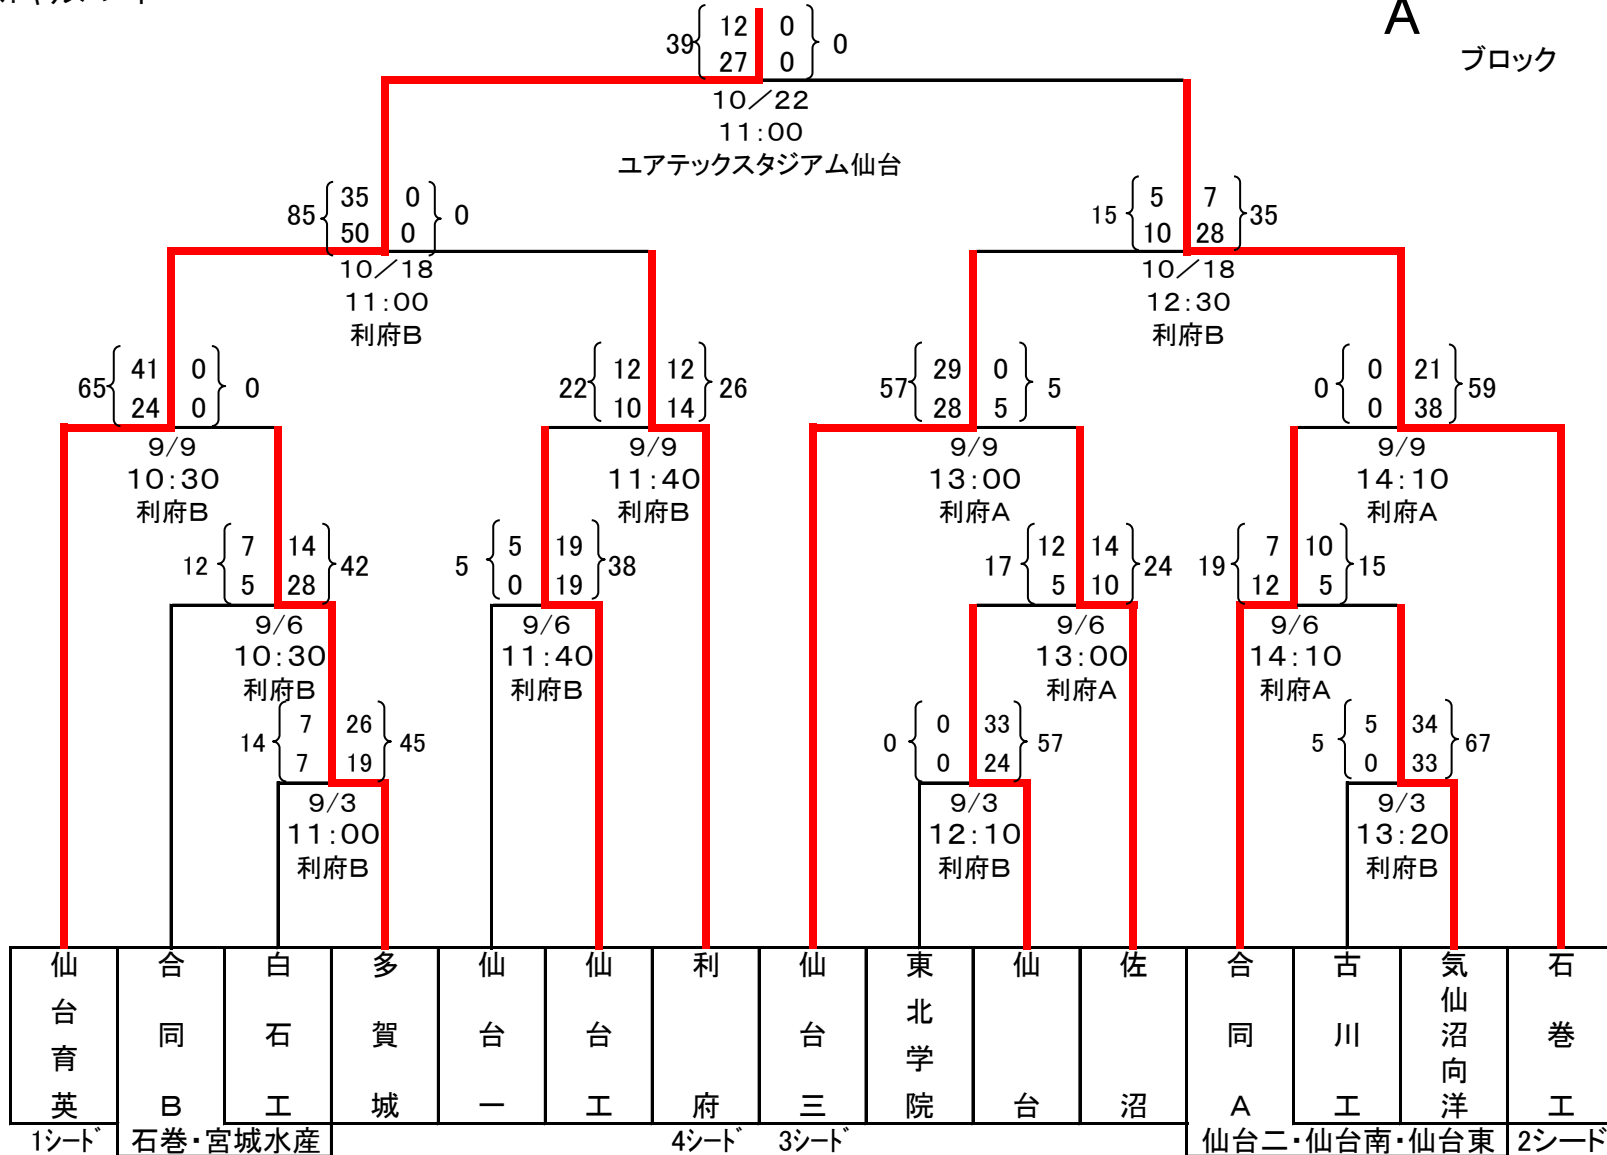 A
ブロック
39 12 0 0
27 0
10／22
11:00
ユアテックスタジアム仙台
85 35 0 0
50 0
10／18
11:00
利府B
15 5 7 35
10 28
10／18
12:30
利府B
65 41 0 0
24 0
9/9
10:30
利府B
22 12 12 26
10 14
9/9
11:40
利府B
57 29 0 5
28 5
9/9
13:00
利府A
0 0 21 59
0 38
9/9
14:10
利府A
12 7 14 42
5 28
9/6
10:30
利府B
5 5 19 38
0 19
9/6
11:40
利府B
17 12 14 24
5 10
9/6
13:00
利府A
19 7 10 15
12 5
9/6
14:10
利府A
14 7 26 45
7 19
9/3
11:00
利府B
0 0 33 57
0 24
9/3
12:10
利府B
5 5 34 67
0 33
9/3
13:20
利府B
仙台育英
合同B
白石工
多賀城
仙台一
仙台工
利府
仙台三
東北学院
仙台
佐沼
合同A
古川工
気仙沼向洋
石巻工
1シード
石巻・宮城水産
4シード
3シード
仙台二・仙台南・仙台東
2シード